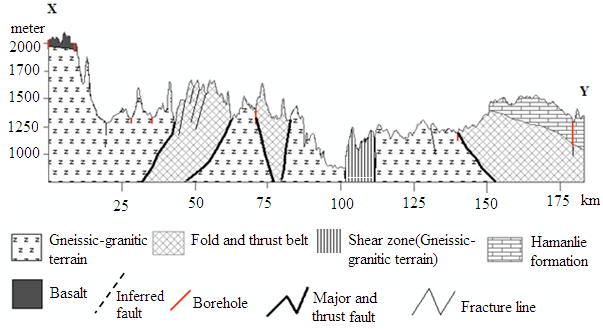 X
meter
2000
1700
1500
1250
1000
Y
25 50 75 100 125 150 175 km
Gneissic-granitic terrain
Fold and thrust belt
Shear zone(Gneissic-granitic terrain)
Hamanlie formation
Basalt
Inferred fault
Borehole
Major and thrust fault
Fracture line